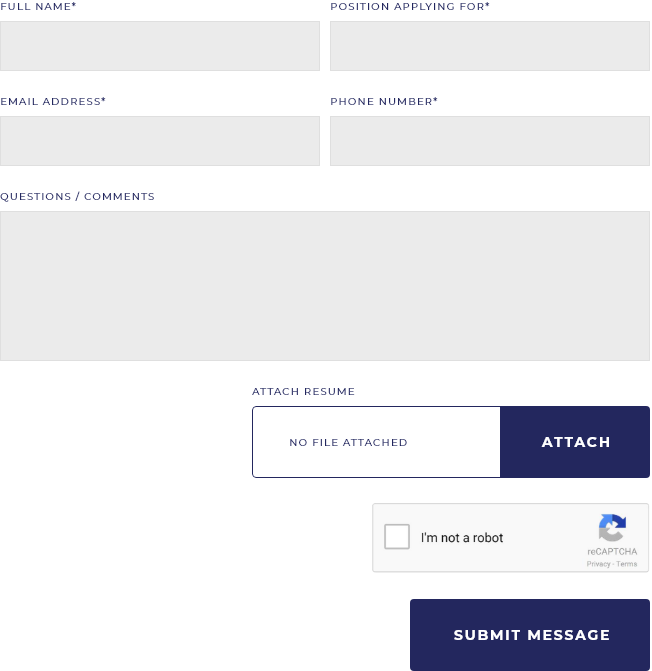 FULL NAME*
POSITION APPLYING FOR*
EMAIL ADDRESS*
PHONE NUMBER*
QUESTIONS / COMMENTS
ATTACH RESUME
NO FILE ATTACHED
ATTACH
I'm not a robot
reCAPTCHA
Privacy - Terms
SUBMIT MESSAGE